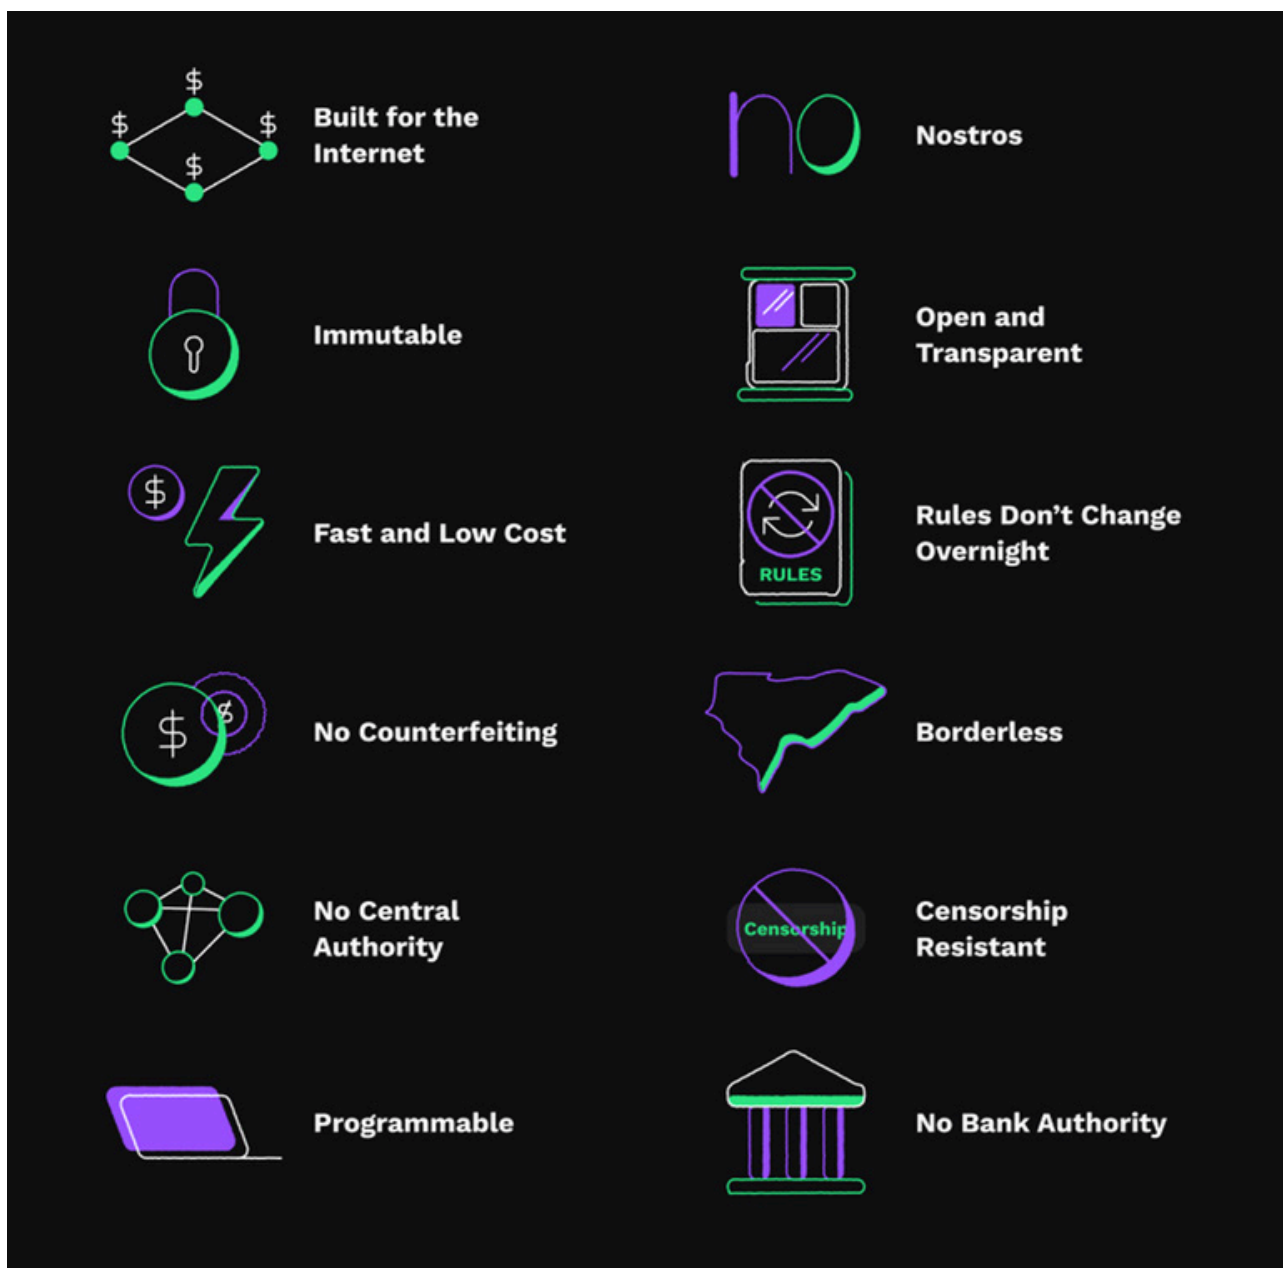 $
$
$
$
Built for the
Internet
no
Nostros
Immutable
Open and
Transparent
$
Fast and Low Cost
RULES
Rules Don’t Change
Overnight
$
$
No Counterfeiting
Borderless
No Central
Authority
Censorship
Censorship
Resistant
Programmable
No Bank Authority